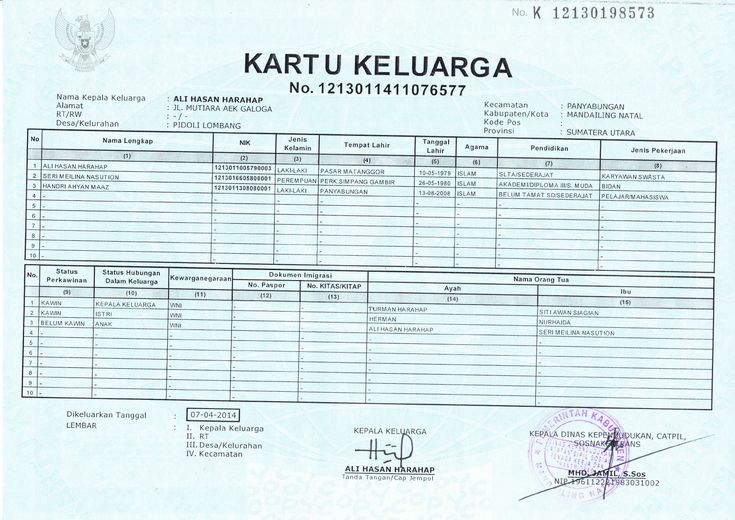 No. K 12130198573
KARTU KELUARGA
No. 1213011411076577
Nama Kepala Keluarga : ALI HASAN HARAHAP
Alamat : JL. MUTIARA AEK GALOGA
RT/RW : - / -
Desa/Kelurahan : PIDOLI LOMBANG
Kecamatan : PANYABUNGAN
Kabupaten/Kota : MANDAILING NATAL
Kode Pos :
Provinsi : SUMATERA UTARA
No Nama Lengkap NIK Jenis Kelamin Tempat Lahir Tanggal Lahir Agama Pendidikan Jenis Pekerjaan
(1) (2) (3) (4) (5) (6) (7) (8)
1 ALI HASAN HARAHAP 1213011005790003 LAKI-LAKI PASAR MATANGGOR 10-05-1979 ISLAM SLTA/SEDERAJAT KARYAWAN SWASTA
2 SERI MEILINA NASUTION 1213016605800001 PEREMPUAN PERK.SIMPANG GAMBIR 26-05-1980 ISLAM AKADEMI/DIPLOMA III/S. MUDA BIDAN
3 HANDRI AHYAN MAAZ 1213011308080001 LAKI-LAKI PANYABUNGAN 13-08-2008 ISLAM BELUM TAMAT SD/SEDERAJAT PELAJAR/MAHASISWA
4 - - - - - - - -
5 - - - - - - - -
6 - - - - - - - -
7 - - - - - - - -
8 - - - - - - - -
9 - - - - - - - -
10 - - - - - - - -
No. Status Perkawinan Status Hubungan Dalam Keluarga Kewarganegaraan Dokumen Imigrasi Nama Orang Tua
No. Paspor No. KITAS/KITAP Ayah Ibu
(9) (10) (11) (12) (13) (14) (15)
1 KAWIN KEPALA KELUARGA WNI - - TURMAN HARAHAP SITI AWAN SIAGIAN
2 KAWIN ISTRI WNI - - HERMAN NURHAIDA
3 BELUM KAWIN ANAK WNI - - ALI HASAN HARAHAP SERI MEILINA NASUTION
4 - - - - - - -
5 - - - - - - -
6 - - - - - - -
7 - - - - - - -
8 - - - - - - -
9 - - - - - - -
10 - - - - - - -
Dikeluarkan Tanggal : 07-04-2014
LEMBAR : I. Kepala Keluarga
II. RT
III. Desa/Kelurahan
IV. Kecamatan
KEPALA KELUARGA
ALI HASAN HARAHAP
Tanda Tangan/Cap Jempol
KEPALA DINAS KEPENDUDUKAN, CATPIL,
MHD. JAMIL, S.Sos